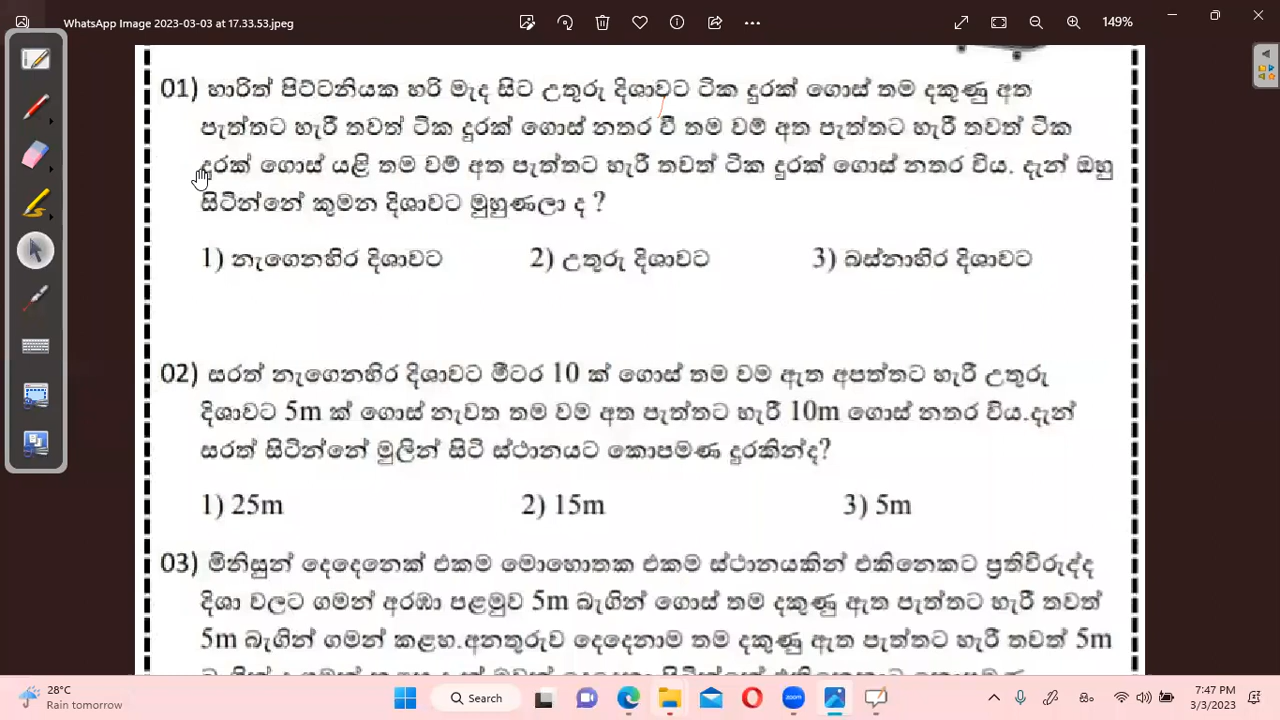 WhatsApp Image 2023-03-03 at 17.33.53.jpeg
149%
01) හාරිත් පිට්ටනියක හරි මැද සිට උතුරු දිශාවට ටික දුරක් ගොස් තම දකුණු අත
පැත්තට හැරී තවත් ටික දුරක් ගොස් නතර වී තම වම් අත පැත්තට හැරී තවත් ටික
දුරක් ගොස් යළි තම වම් අත පැත්තට හැරී තවත් ටික දුරක් ගොස් නතර විය. දැන් ඔහු
සිටින්නේ කුමන දිශාවට මුහුණලා ද ?
1) නැගෙනහිර දිශාවට 2) උතුරු දිශාවට 3) බස්නාහිර දිශාවට
02) සරත් නැගෙනහිර දිශාවට මීටර 10 ක් ගොස් තම වම ඇත අපත්තට හැරී උතුරු
දිශාවට 5m ක් ගොස් නැවත තම වම අත පැත්තට හැරී 10m ගොස් නතර විය.දැන්
සරත් සිටින්නේ මුලින් සිටි ස්ථානයට කොපමණ දුරකින්ද?
1) 25m 2) 15m 3) 5m
03) මිනිසුන් දෙදෙනෙක් එකම මොහොතක එකම ස්ථානයකින් එකිනෙකට ප්‍රතිවිරුද්ද
දිශා වලට ගමන් අරඹා පළමුව 5m බැගින් ගොස් තම දකුණු ඇත පැත්තට හැරී තවත්
5m බැගින් ගමන් කළහ.අනතුරුව දෙදෙනාම තම දකුණු ඇත පැත්තට හැරී තවත් 5m
28°C
Rain tomorrow
Search
zoom
7:47 PM
3/3/2023